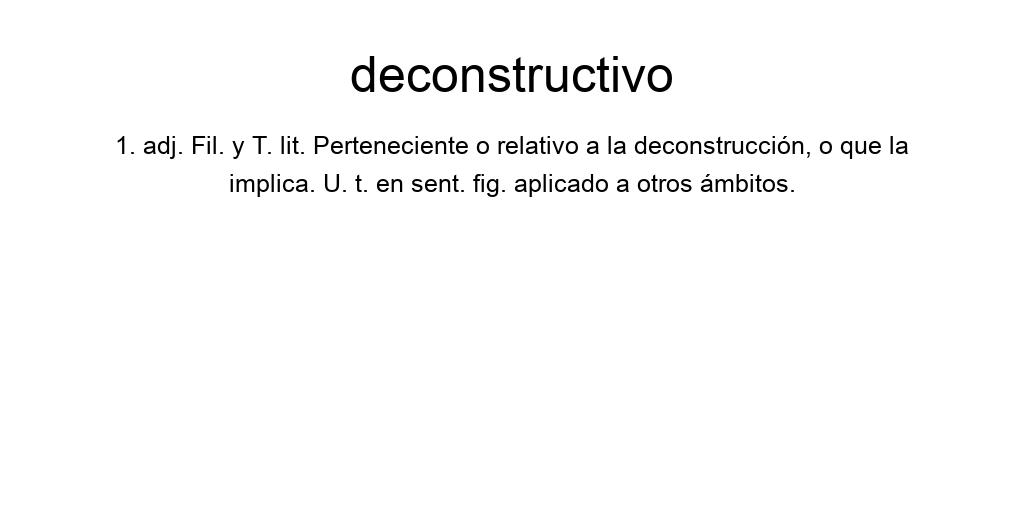 deconstructivo
1. adj. Fil. y T. lit. Perteneciente o relativo a la deconstrucción, o que la
implica. U. t. en sent. fig. aplicado a otros ámbitos.